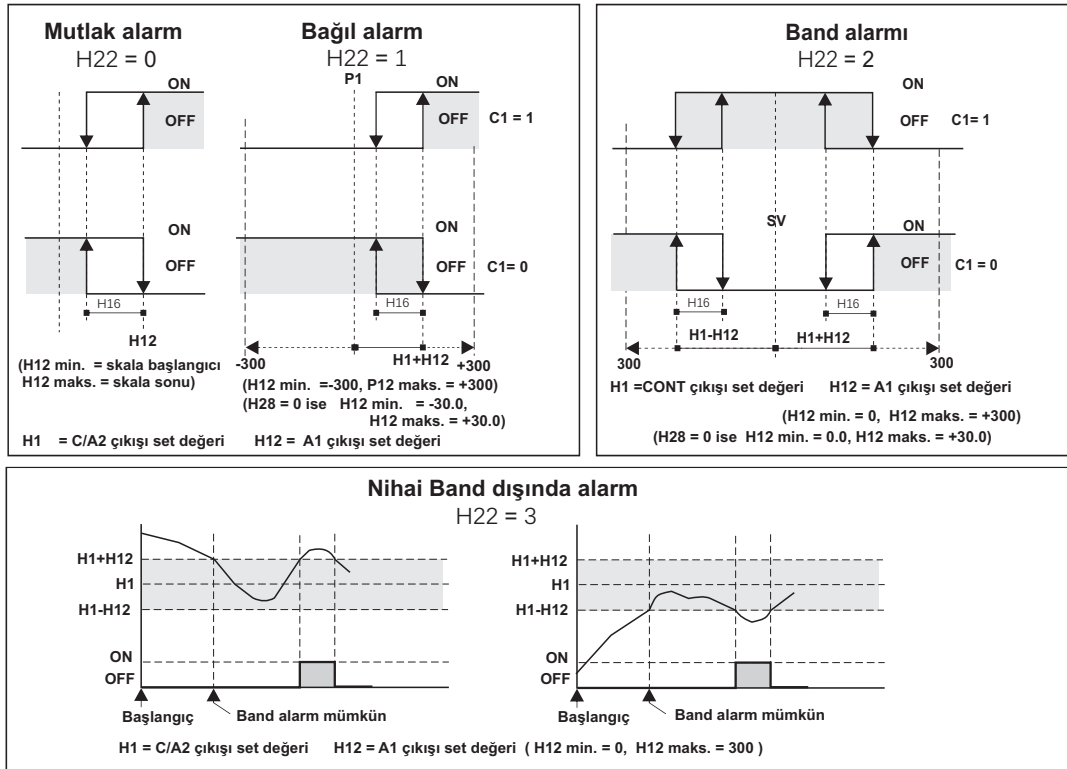 Mutlak alarm
H22 = 0
ON
OFF
ON
OFF
H16
H12
(H12 min. = skala başlangıcı
H12 maks. = skala sonu)
Bağıl alarm
H22 = 1
P1
ON
OFF
C1 = 1
ON
OFF
C1= 0
H16
H1+H12
-300
+300
(H12 min. =-300, P12 maks. = +300)
(H28 = 0 ise H12 min. = -30.0,
H12 maks. = +30.0)
H1 = C/A2 çıkışı set değeri H12 = A1 çıkışı set değeri
Band alarmı
H22 = 2
ON
OFF
C1= 1
SV
ON
OFF
C1 = 0
H16
H16
H1-H12
H1+H12
300
300
H1 =CONT çıkışı set değeri H12 = A1 çıkışı set değeri
(H12 min. = 0, H12 maks. = +300)
(H28 = 0 ise H12 min. = 0.0, H12 maks. = +30.0)
Nihai Band dışında alarm
H22 = 3
H1+H12
H1
H1-H12
ON
OFF
Başlangıç
Band alarm mümkün
H1+H12
H1
H1-H12
ON
OFF
Başlangıç
Band alarm mümkün
H1 = C/A2 çıkışı set değeri H12 = A1 çıkışı set değeri ( H12 min. = 0, H12 maks. = 300 )